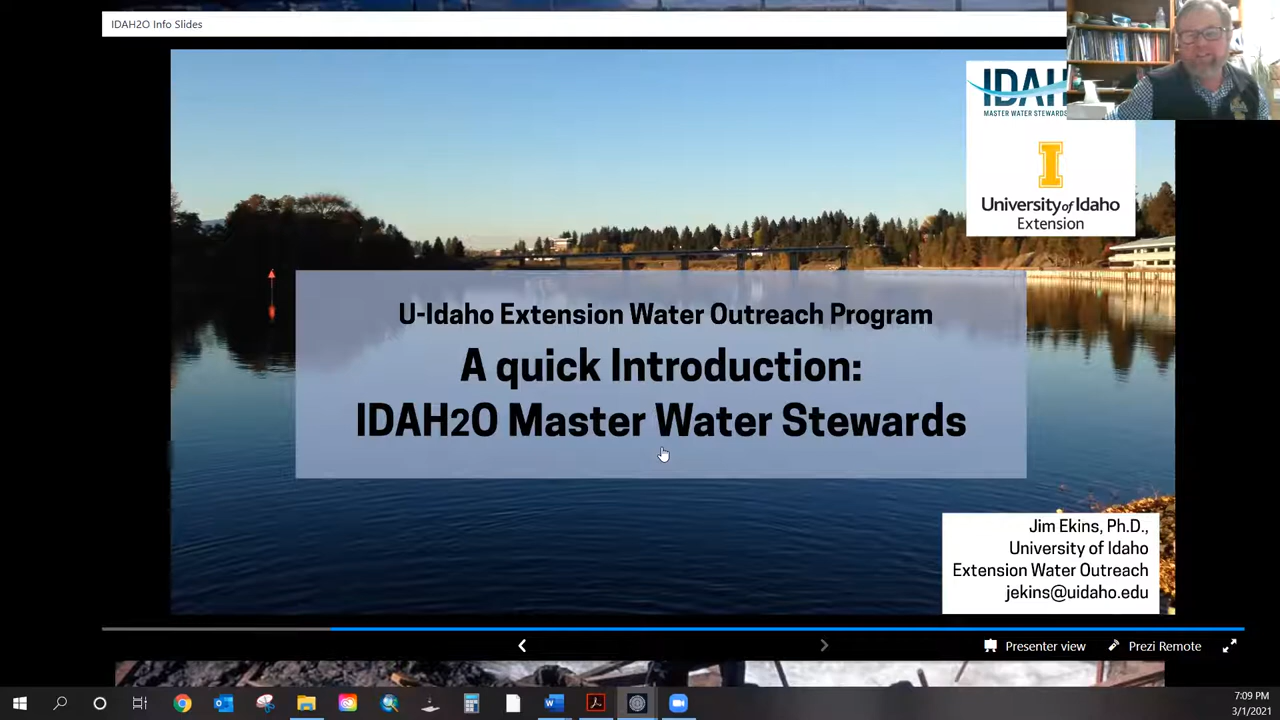 IDAH2O Info Slides
IDAH
MASTER WATER STEWARDS
I
University of Idaho
Extension
U-Idaho Extension Water Outreach Program
A quick Introduction:
IDAH2O Master Water Stewards
Jim Ekins, Ph.D.,
University of Idaho
Extension Water Outreach
jekins@uidaho.edu
Presenter view
Prezi Remote
7:09 PM
3/1/2021